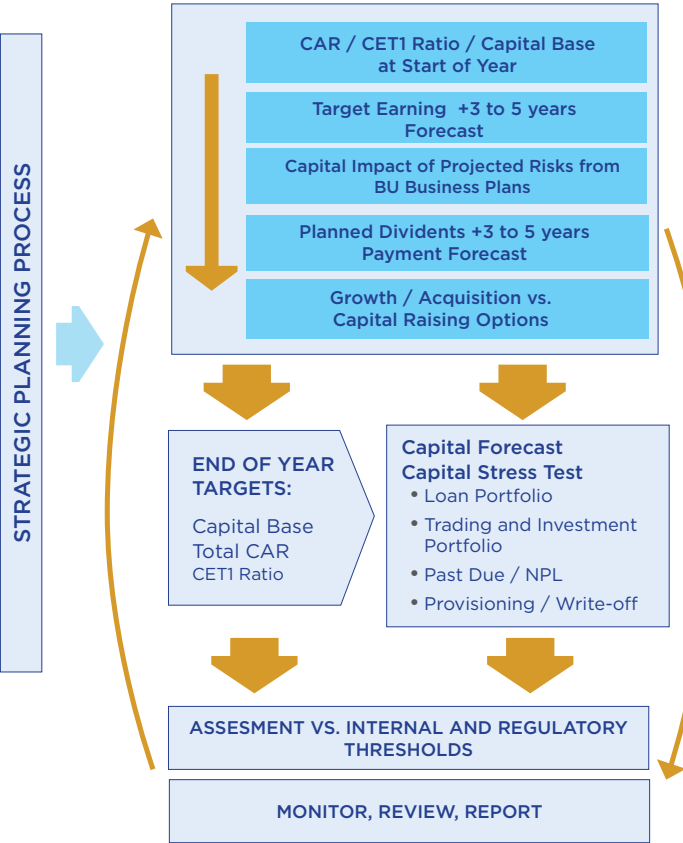 STRATEGIC PLANNING PROCESS
CAR / CET1 Ratio / Capital Base
at Start of Year
Target Earning +3 to 5 years
Forecast
Capital Impact of Projected Risks from
BU Business Plans
Planned Dividents +3 to 5 years
Payment Forecast
Growth / Acquisition vs.
Capital Raising Options
END OF YEAR
TARGETS:
Capital Base
Total CAR
CET1 Ratio
Capital Forecast
Capital Stress Test
• Loan Portfolio
• Trading and Investment
Portfolio
• Past Due / NPL
• Provisioning / Write-off
ASSESMENT VS. INTERNAL AND REGULATORY
THRESHOLDS
MONITOR, REVIEW, REPORT